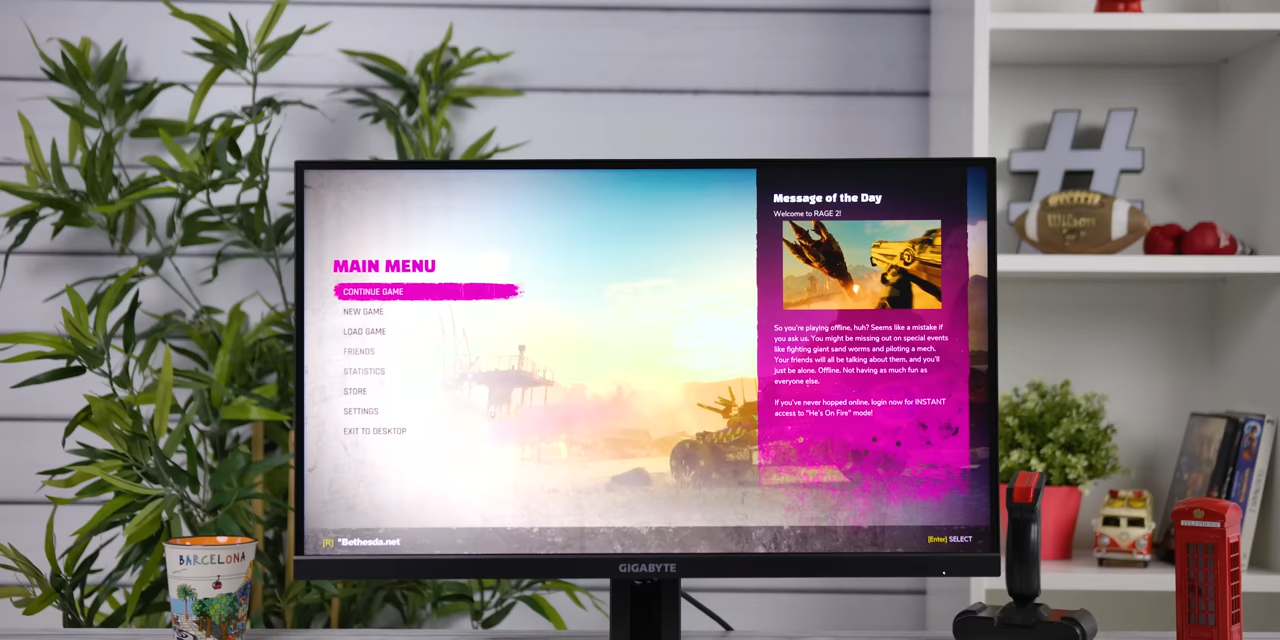 MAIN MENU
CONTINUE GAME
NEW GAME
LOAD GAME
FRIENDS
STATISTICS
STORE
SETTINGS
EXIT TO DESKTOP
Message of the Day
Welcome to RAGE 2!
So you're playing offline, huh? Seems like a mistake if
you ask us. You might be missing out on special events
like fighting giant sand worms and piloting a mech.
Your friends will all be talking about them, and you'll
just be alone. Offline. Not having as much fun as
everyone else.
If you've never hopped online, login now for INSTANT
access to "He's On Fire" mode!
Bethesda.net
[Enter] SELECT
GIGABYTE
BARCELONA
#
Wilson
TELEPHONE